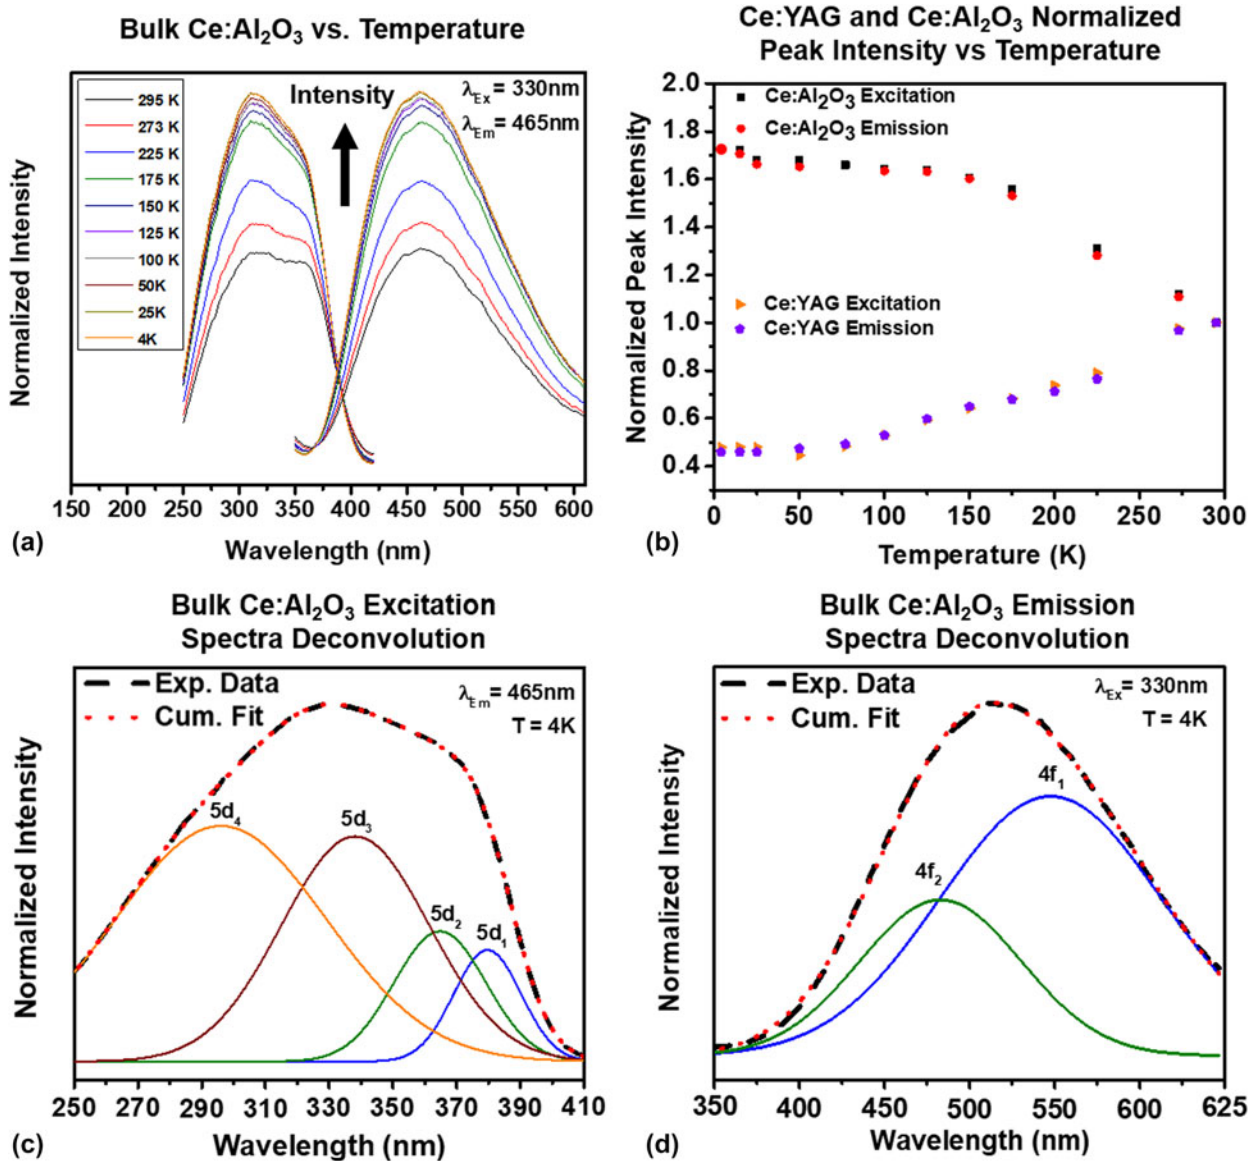 Bulk Ce:Al₂O₃ vs. Temperature
Normalized Intensity
295 K
273 K
225 K
175 K
150 K
125 K
100 K
50K
25K
4K
Intensity
λEx = 330nm
λEm = 465nm
150 200 250 300 350 400 450 500 550 600
(a)
Wavelength (nm)
Ce:YAG and Ce:Al₂O₃ Normalized
Peak Intensity vs Temperature
Normalized Peak Intensity
2.0
1.8
1.6
1.4
1.2
1.0
0.8
0.6
0.4
Ce:Al₂O₃ Excitation
Ce:Al₂O₃ Emission
Ce:YAG Excitation
Ce:YAG Emission
0 50 100 150 200 250 300
(b)
Temperature (K)
Bulk Ce:Al₂O₃ Excitation
Spectra Deconvolution
Normalized Intensity
Exp. Data
Cum. Fit
λEm = 465nm
T = 4K
5d₄
5d₃
5d₂
5d₁
250 270 290 310 330 350 370 390 410
(c)
Wavelength (nm)
Bulk Ce:Al₂O₃ Emission
Spectra Deconvolution
Normalized Intensity
Exp. Data
Cum. Fit
λEx = 330nm
T = 4K
4f₁
4f₂
350 400 450 500 550 600 625
(d)
Wavelength (nm)